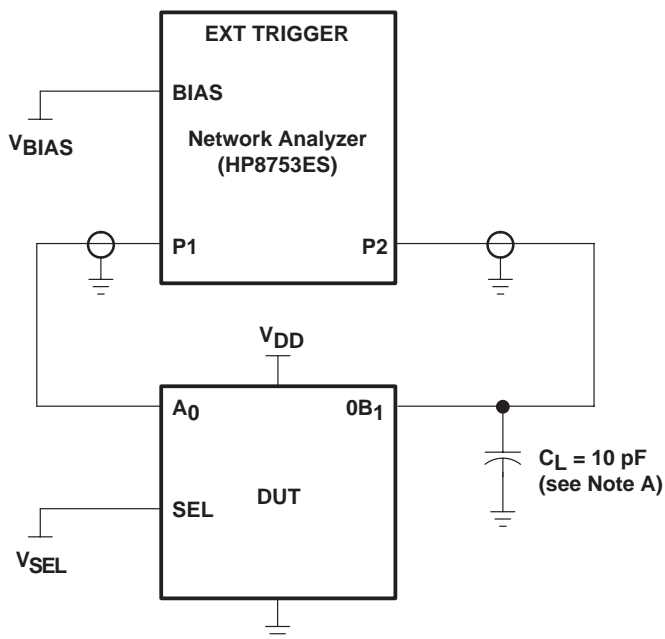 EXT TRIGGER
BIAS
VBIAS
Network Analyzer
(HP8753ES)
P1
P2
VDD
A0
0B1
CL = 10 pF
(see Note A)
SEL
DUT
VSEL